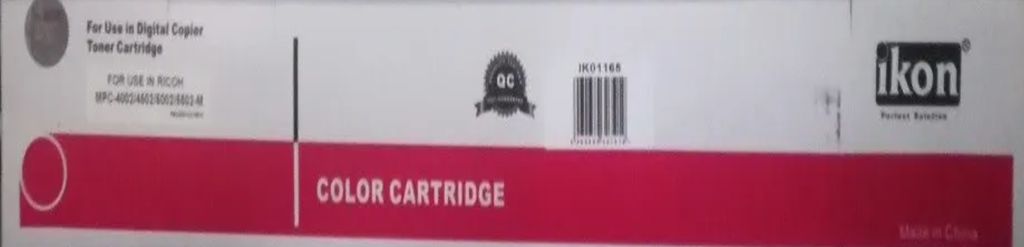 For Use in Digital Copier
Toner Cartridge
FOR USE IN RICOH
MPC-4002/4502/5002/5502-M
QC
IK01165
ikon®
Perfect Solution
COLOR CARTRIDGE
Made in China